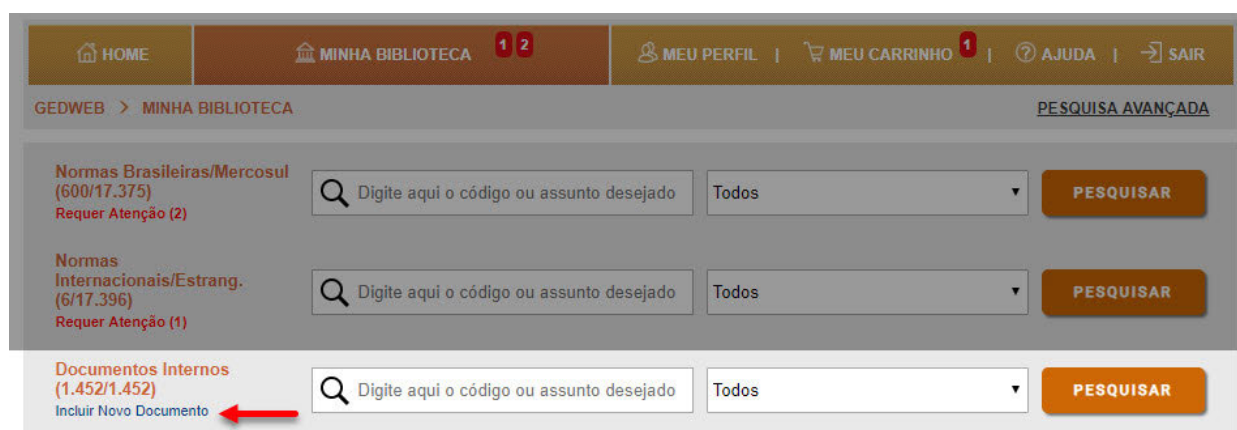 HOME
MINHA BIBLIOTECA 1 2
MEU PERFIL | MEU CARRINHO 1 | AJUDA | SAIR
GEDWEB > MINHA BIBLIOTECA
PESQUISA AVANÇADA
Normas Brasileiras/Mercosul
(600/17.375)
Requer Atenção (2)
Digite aqui o código ou assunto desejado
Todos
PESQUISAR
Normas
Internacionais/Estrang.
(6/17.396)
Requer Atenção (1)
Digite aqui o código ou assunto desejado
Todos
PESQUISAR
Documentos Internos
(1.452/1.452)
Incluir Novo Documento
Digite aqui o código ou assunto desejado
Todos
PESQUISAR